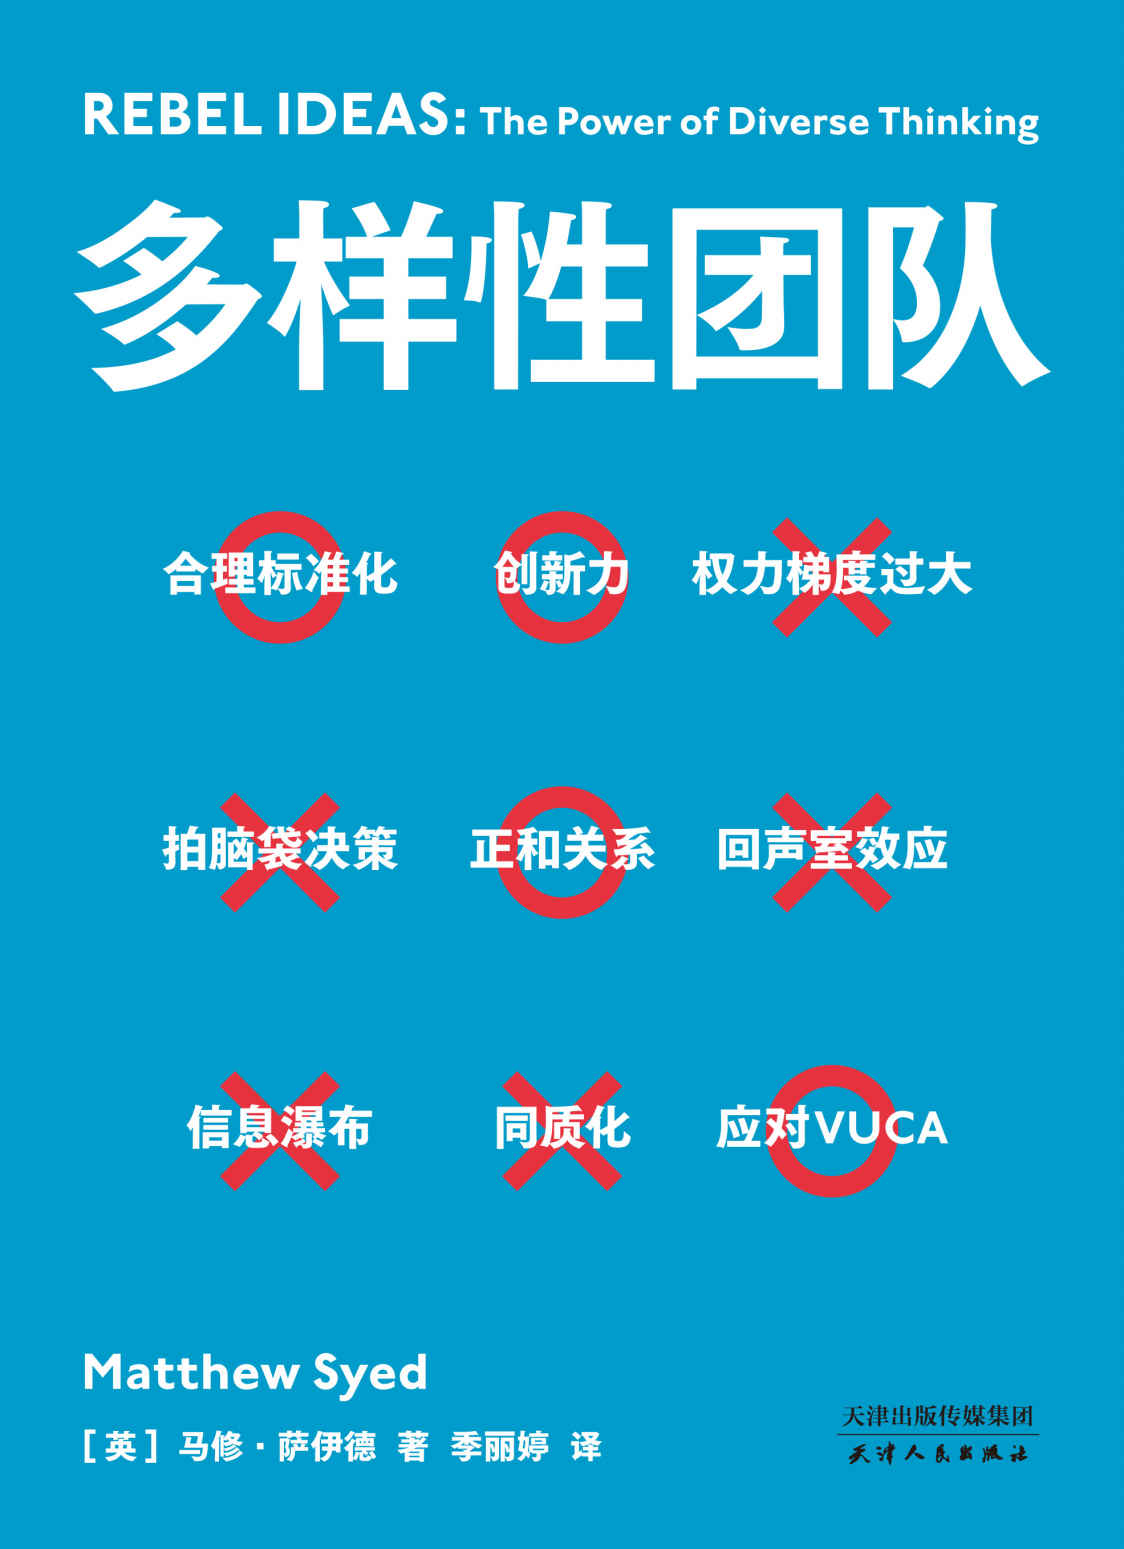 REBEL IDEAS: The Power of Diverse Thinking
多样性团队
合理标准化 创新力 权力梯度过大
拍脑袋决策 正和关系 回声室效应
信息瀑布 同质化 应对VUCA
Matthew Syed
[英] 马修·萨伊德 著 季丽婷 译
天津出版传媒集团
天津人民出版社